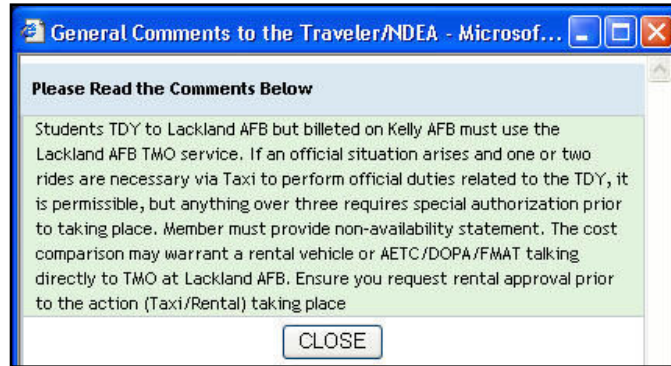 General Comments to the Traveler/NDEA - Microsof...
Please Read the Comments Below
Students TDY to Lackland AFB but billeted on Kelly AFB must use the
Lackland AFB TMO service. If an official situation arises and one or two
rides are necessary via Taxi to perform official duties related to the TDY, it
is permissible, but anything over three requires special authorization prior
to taking place. Member must provide non-availability statement. The cost
comparison may warrant a rental vehicle or AETC/DOPA/FMAT talking
directly to TMO at Lackland AFB. Ensure you request rental approval prior
to the action (Taxi/Rental) taking place
CLOSE